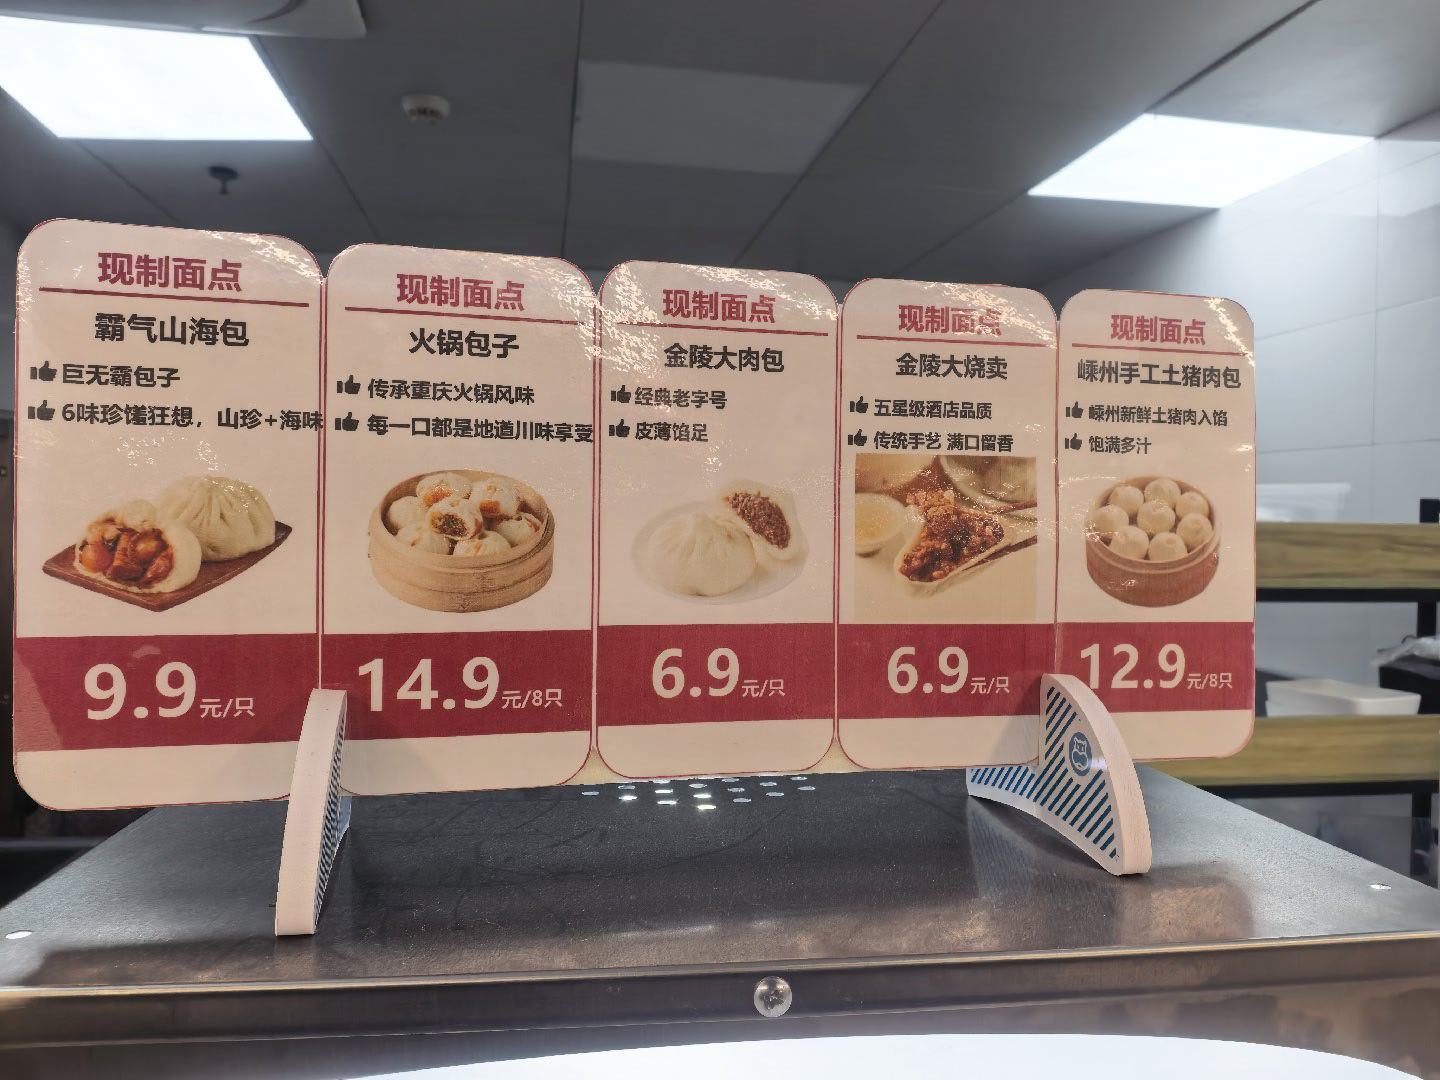 现制面点
霸气山海包
巨无霸包子
6味珍馐狂想，山珍+海味
9.9元/只
现制面点
火锅包子
传承重庆火锅风味
每一口都是地道川味享受
14.9元/8只
现制面点
金陵大肉包
经典老字号
皮薄馅足
6.9元/只
现制面点
金陵大烧卖
五星级酒店品质
传统手艺 满口留香
6.9元/只
现制面点
嵊州手工土猪肉包
嵊州新鲜土猪肉入馅
饱满多汁
12.9元/8只